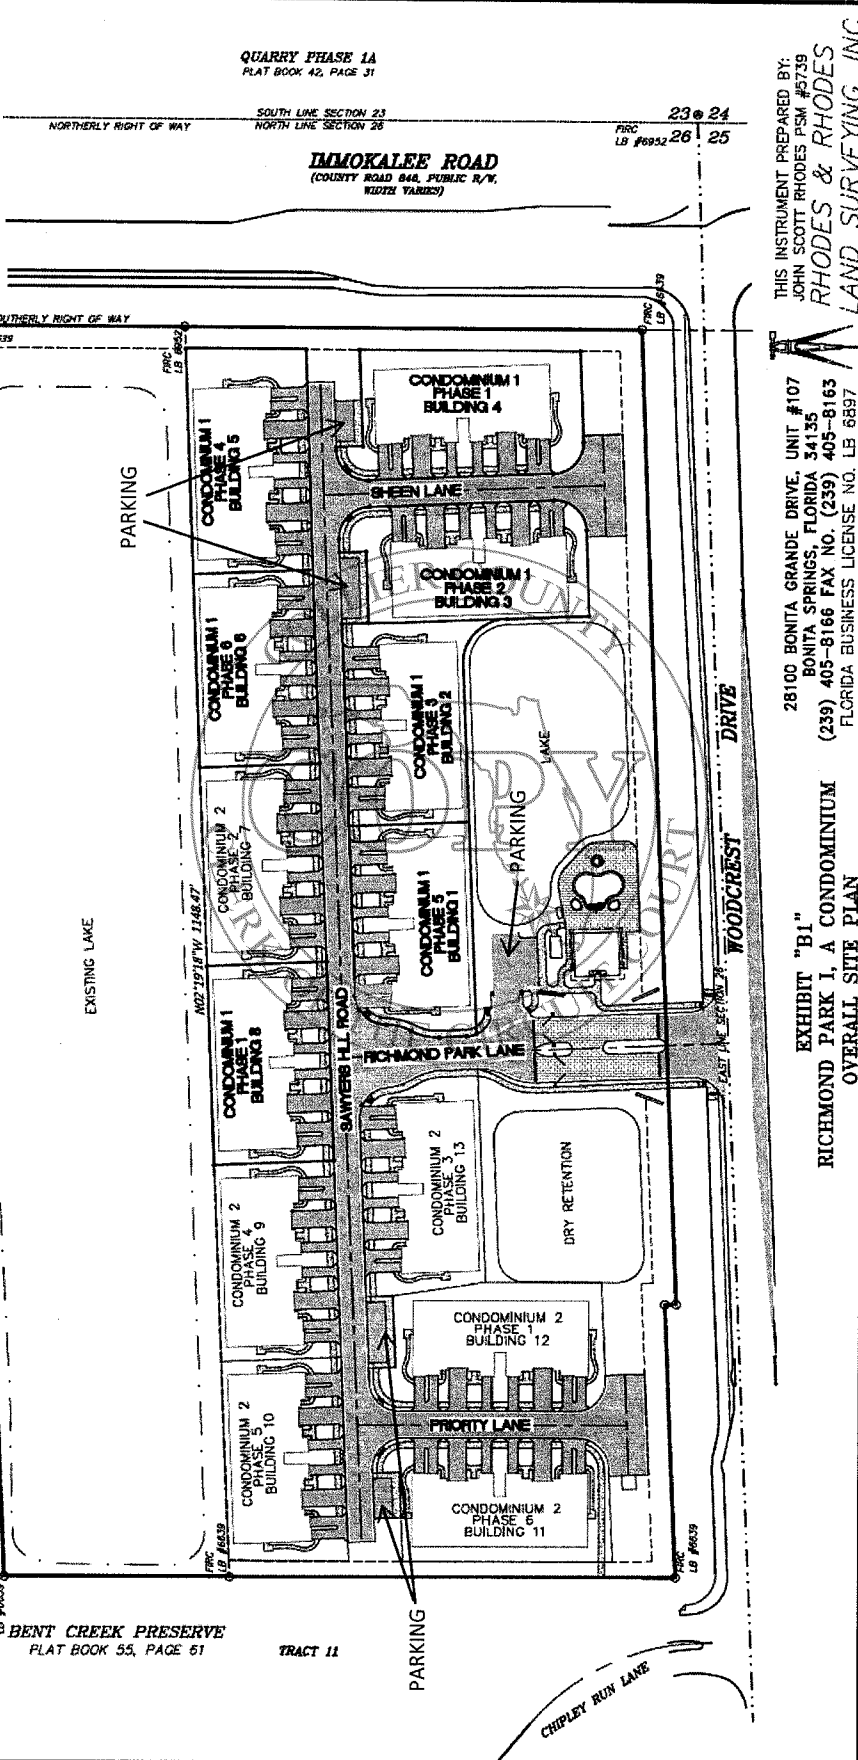 QUARRY PHASE 1A
PLAT BOOK 42, PAGE 31
SOUTH LINE SECTION 23
NORTHERLY RIGHT OF WAY
NORTH LINE SECTION 26
23 24
26 25
FIRC
LB #6952
IMMOKALEE ROAD
(COUNTY ROAD 846, PUBLIC R/W,
WIDTH VARIES)
RIGHT OF WAY
FIRC
LB 6952
FIRC
LB #6639
THIS INSTRUMENT PREPARED BY:
JOHN SCOTT RHODES PSM #5739
RHODES & RHODES
LAND SURVEYING, INC.
28100 BONITA GRANDE DRIVE, UNIT #107
BONITA SPRINGS, FLORIDA 34135
(239) 405-8166 FAX NO. (239) 405-8163
FLORIDA BUSINESS LICENSE NO. LB 6897
EXHIBIT "B1"
RICHMOND PARK I, A CONDOMINIUM
OVERALL SITE PLAN
PARKING
CONDOMINIUM 1
PHASE 4
BUILDING 5
CONDOMINIUM 1
PHASE 1
BUILDING 4
SHEEN LANE
CONDOMINIUM 1
PHASE 2
BUILDING 3
CONDOMINIUM 1
PHASE 6
BUILDING 6
CONDOMINIUM 1
PHASE 3
BUILDING 2
LAKE
PARKING
CONDOMINIUM 2
PHASE 2
BUILDING 7
CONDOMINIUM 1
PHASE 5
BUILDING 1
COPY
WOODCREST DRIVE
EXISTING LAKE
N02°19'18"W 1148.47'
CONDOMINIUM 1
PHASE 1
BUILDING 8
SAWYERS HILL ROAD
RICHMOND PARK LANE
EAST LINE SECTION 26
CONDOMINIUM 2
PHASE 3
BUILDING 13
DRY RETENTION
CONDOMINIUM 2
PHASE 4
BUILDING 9
CONDOMINIUM 2
PHASE 1
BUILDING 12
CONDOMINIUM 2
PHASE 5
BUILDING 10
PRIORITY LANE
CONDOMINIUM 2
PHASE 6
BUILDING 11
FIRC
LB #6639
FIRC
LB #6639
BENT CREEK PRESERVE
PLAT BOOK 55, PAGE 61
TRACT 11
PARKING
CHIPLEY RUN LANE